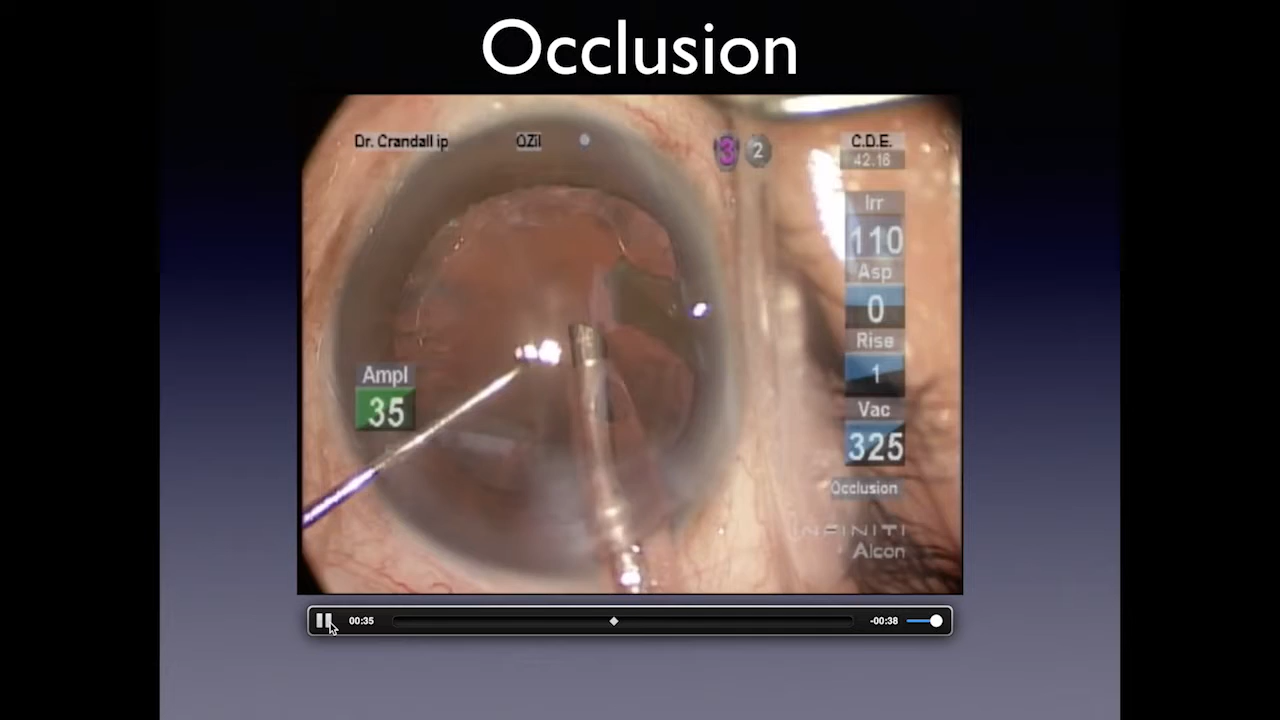 Occlusion
Dr. Crandall ip OZil 3 2 C.D.E.
42.16
Irr
110
Asp
0
Rise
1
Ampl
35
Vac
325
Occlusion
INFINITI
Alcon
00:35 -00:38